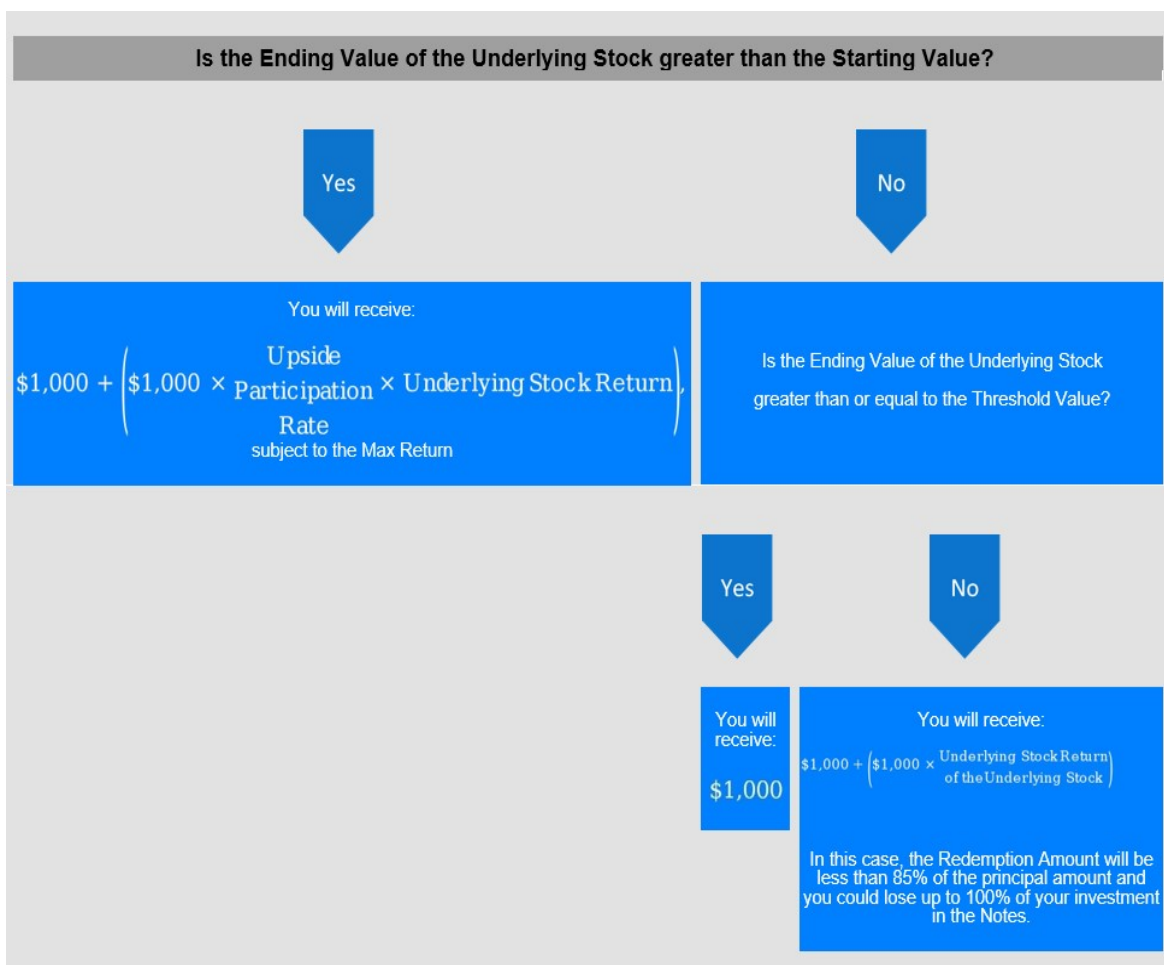 Is the Ending Value of the Underlying Stock greater than the Starting Value?
Yes
No
You will receive:
$1,000 + ($1,000 × Upside Participation Rate × Underlying Stock Return),
subject to the Max Return
Is the Ending Value of the Underlying Stock
greater than or equal to the Threshold Value?
Yes
No
You will
receive:
$1,000
You will receive:
$1,000 + ($1,000 × Underlying Stock Return of the Underlying Stock)
In this case, the Redemption Amount will be
less than 85% of the principal amount and
you could lose up to 100% of your investment
in the Notes.